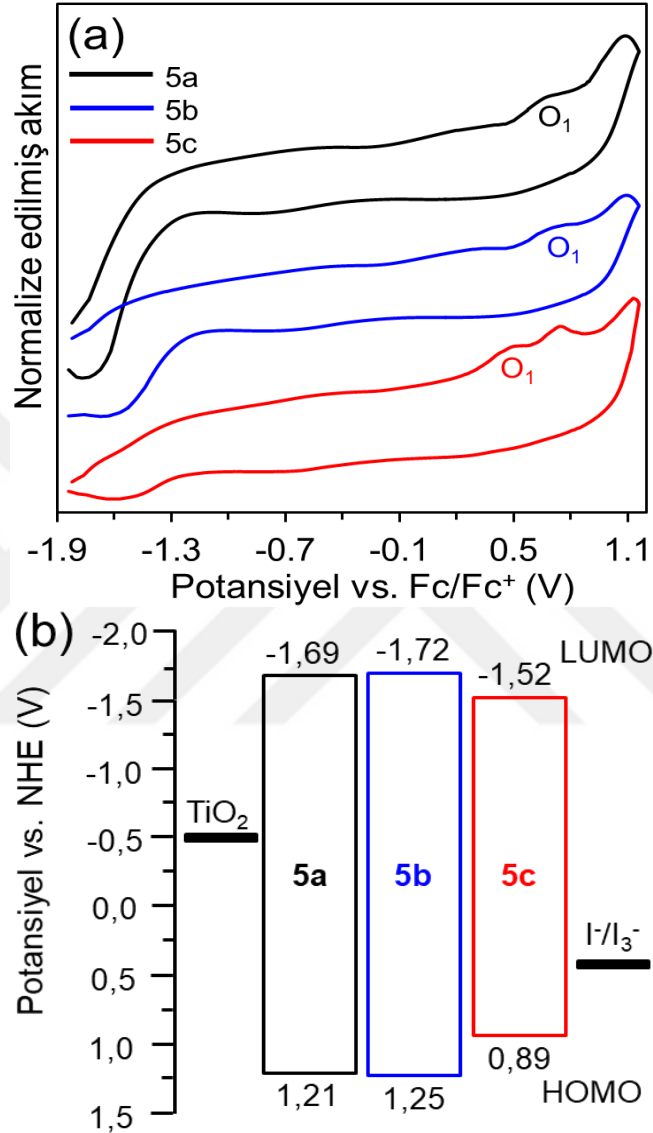 (a)
5a
5b
5c
O₁
O₁
O₁
Normalize edilmiş akım
-1.9 -1.3 -0.7 -0.1 0.5 1.1
Potansiyel vs. Fc/Fc⁺ (V)
(b)
Potansiyel vs. NHE (V)
-2,0
-1,5
-1,0
-0,5
0,0
0,5
1,0
1,5
-1,69 -1,72 -1,52 LUMO
TiO₂
5a 5b 5c
I⁻/I₃⁻
1,21 1,25 0,89 HOMO